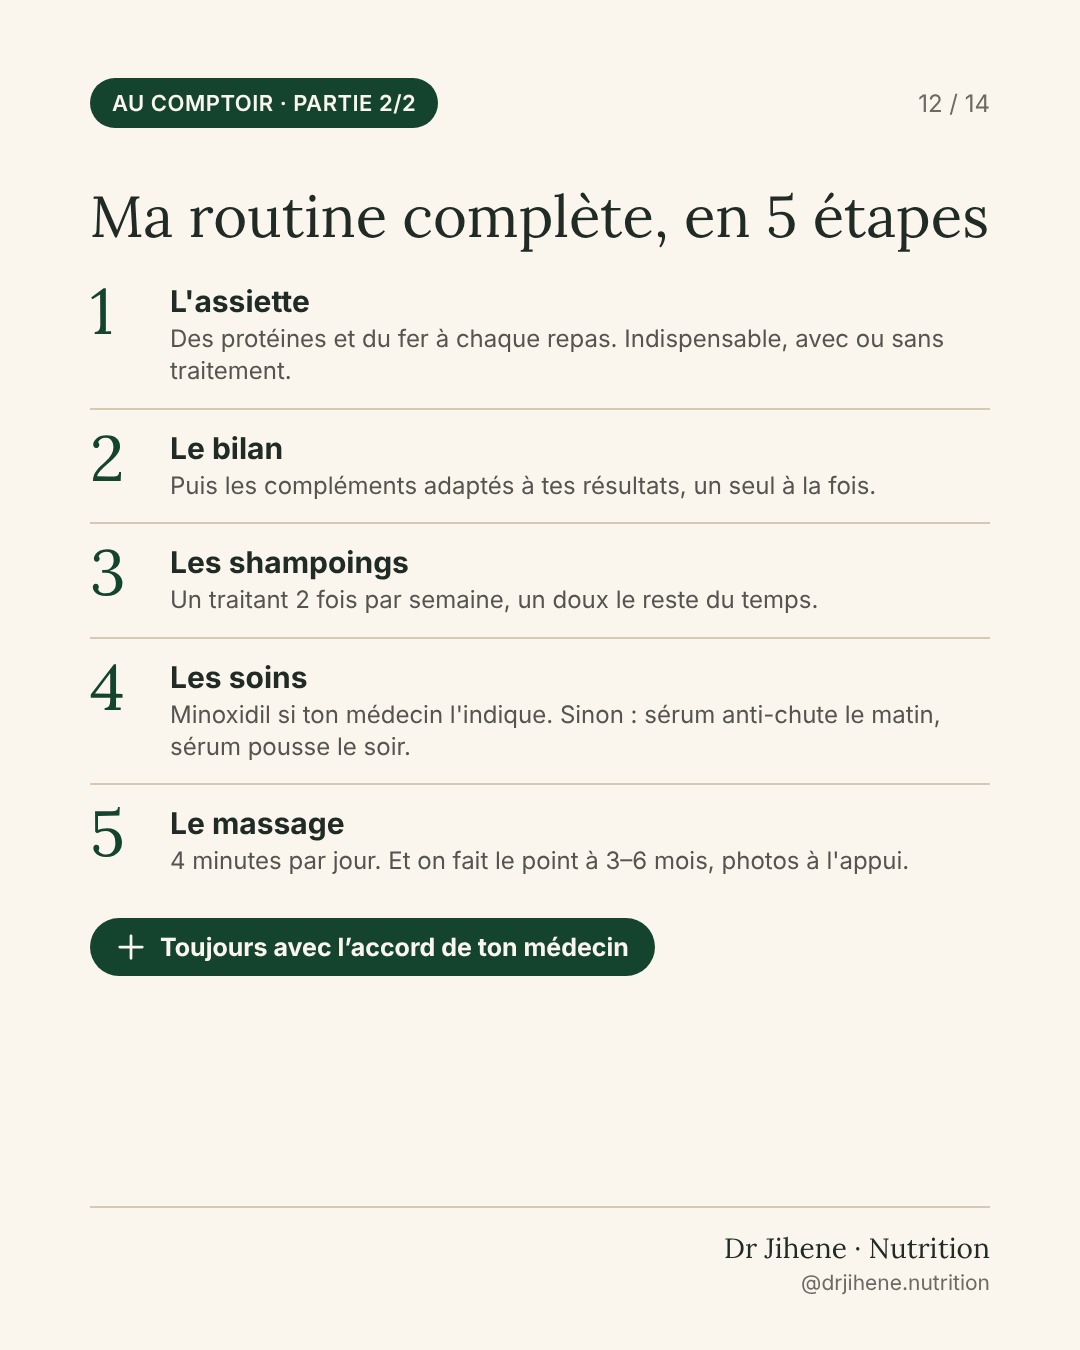 AU COMPTOIR · PARTIE 2/2
12 / 14
Ma routine complète, en 5 étapes
1
L'assiette
Des protéines et du fer à chaque repas. Indispensable, avec ou sans
traitement.
2
Le bilan
Puis les compléments adaptés à tes résultats, un seul à la fois.
3
Les shampoings
Un traitant 2 fois par semaine, un doux le reste du temps.
4
Les soins
Minoxidil si ton médecin l'indique. Sinon : sérum anti-chute le matin,
sérum pousse le soir.
5
Le massage
4 minutes par jour. Et on fait le point à 3–6 mois, photos à l'appui.
Toujours avec l’accord de ton médecin
Dr Jihene · Nutrition
@drjihene.nutrition